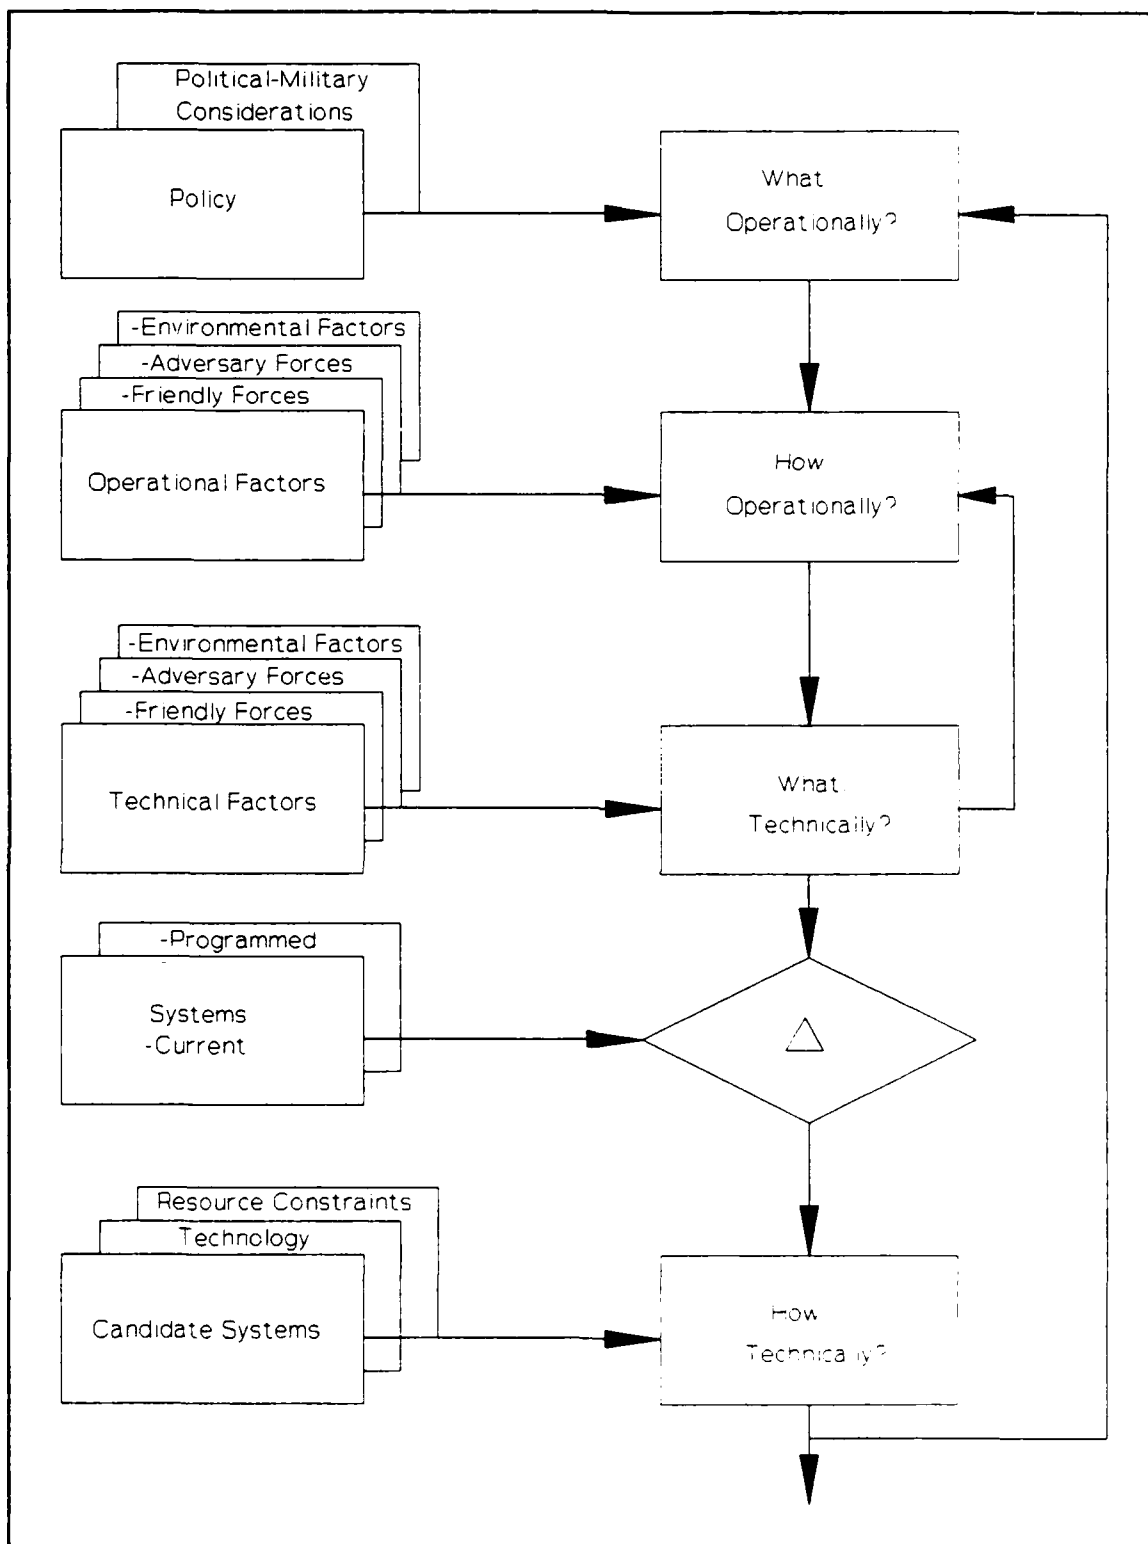 Political-Military
Considerations
Policy
What
Operationally?
-Environmental Factors
-Adversary Forces
-Friendly Forces
Operational Factors
How
Operationally?
-Environmental Factors
-Adversary Forces
-Friendly Forces
Technical Factors
What
Technically?
-Programmed
Systems
-Current
Resource Constraints
Technology
Candidate Systems
How
Technically?